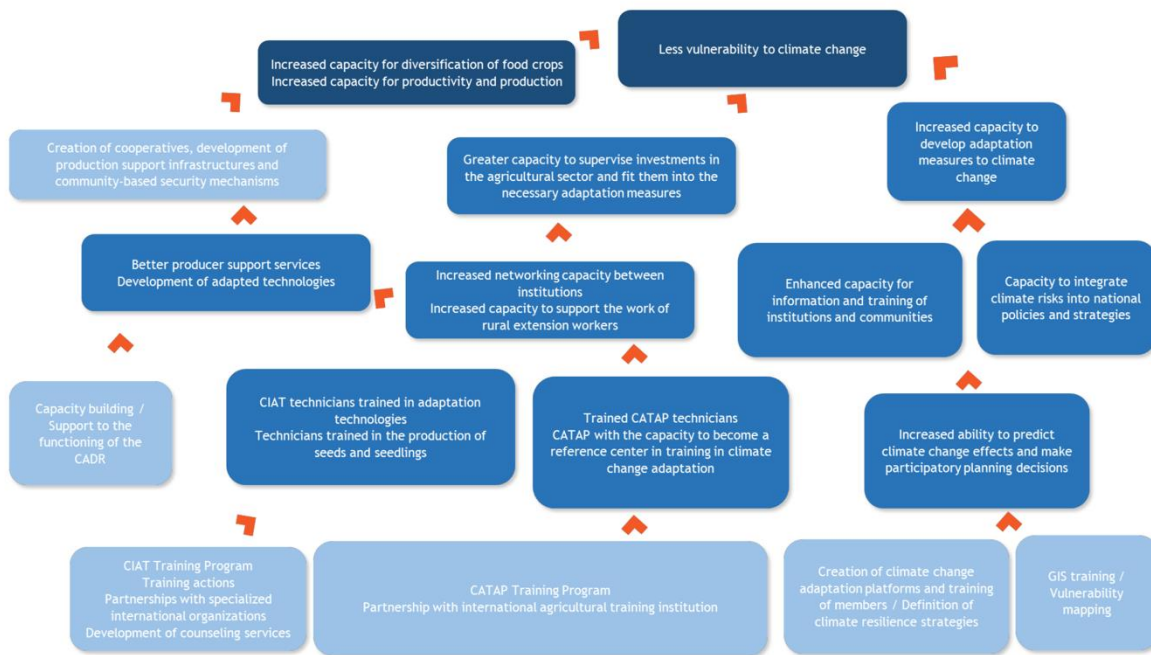 Less vulnerability to climate change
Increased capacity for diversification of food crops
Increased capacity for productivity and production
Creation of cooperatives, development of
production support infrastructures and
community-based security mechanisms
Greater capacity to supervise investments in
the agricultural sector and fit them into the
necessary adaptation measures
Increased capacity to
develop adaptation
measures to climate
change
Better producer support services
Development of adapted technologies
Increased networking capacity between
institutions
Increased capacity to support the work of
rural extension workers
Enhanced capacity for
information and training of
institutions and communities
Capacity to integrate
climate risks into national
policies and strategies
Capacity building /
Support to the
functioning of the
CADR
CIAT technicians trained in adaptation
technologies
Technicians trained in the production of
seeds and seedlings
Trained CATAP technicians
CATAP with the capacity to become a
reference center in training in climate
change adaptation
Increased ability to predict
climate change effects and make
participatory planning decisions
CIAT Training Program
Training actions
Partnerships with specialized
international organizations
Development of counseling services
CATAP Training Program
Partnership with international agricultural training institution
Creation of climate change
adaptation platforms and training
of members / Definition of
climate resilience strategies
GIS training /
Vulnerability
mapping